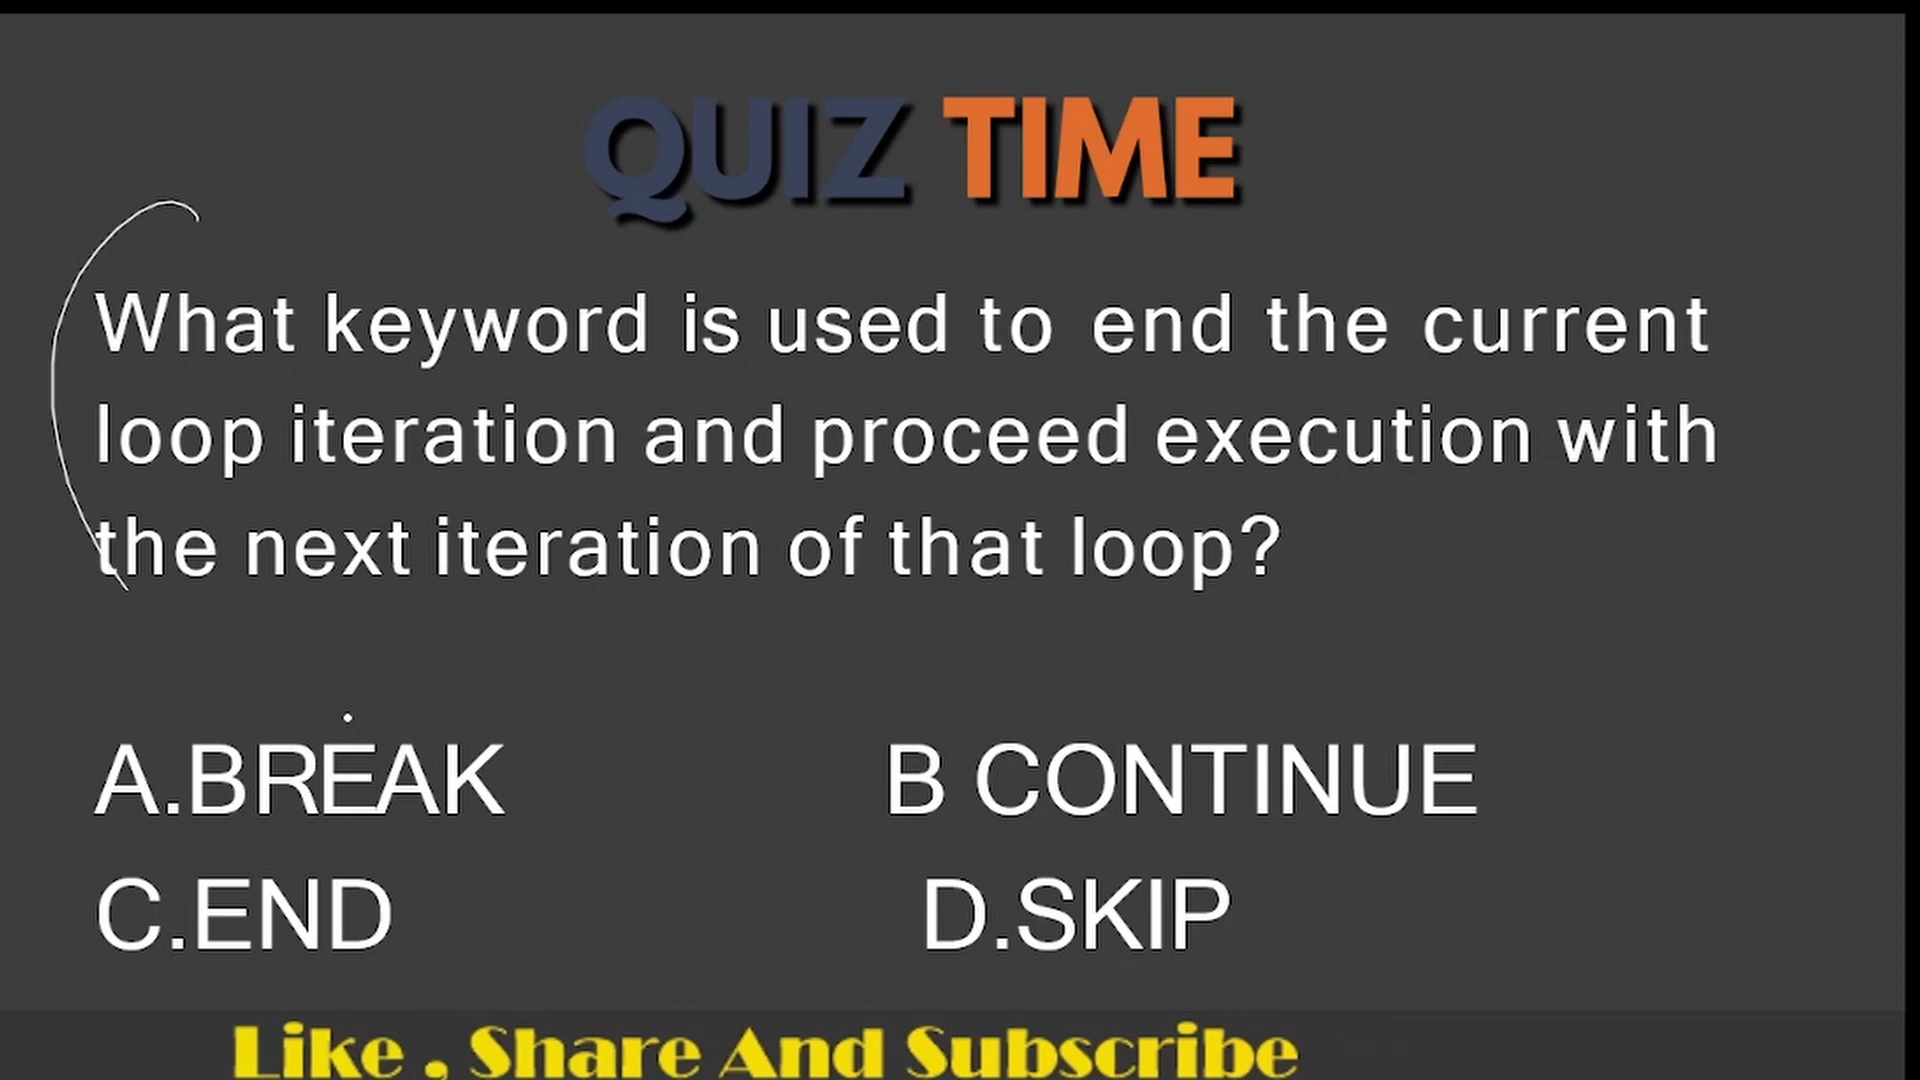 QUIZ TIME
What keyword is used to end the current
loop iteration and proceed execution with
the next iteration of that loop?
A.BREAK B CONTINUE
C.END D.SKIP
Like , Share And Subscribe